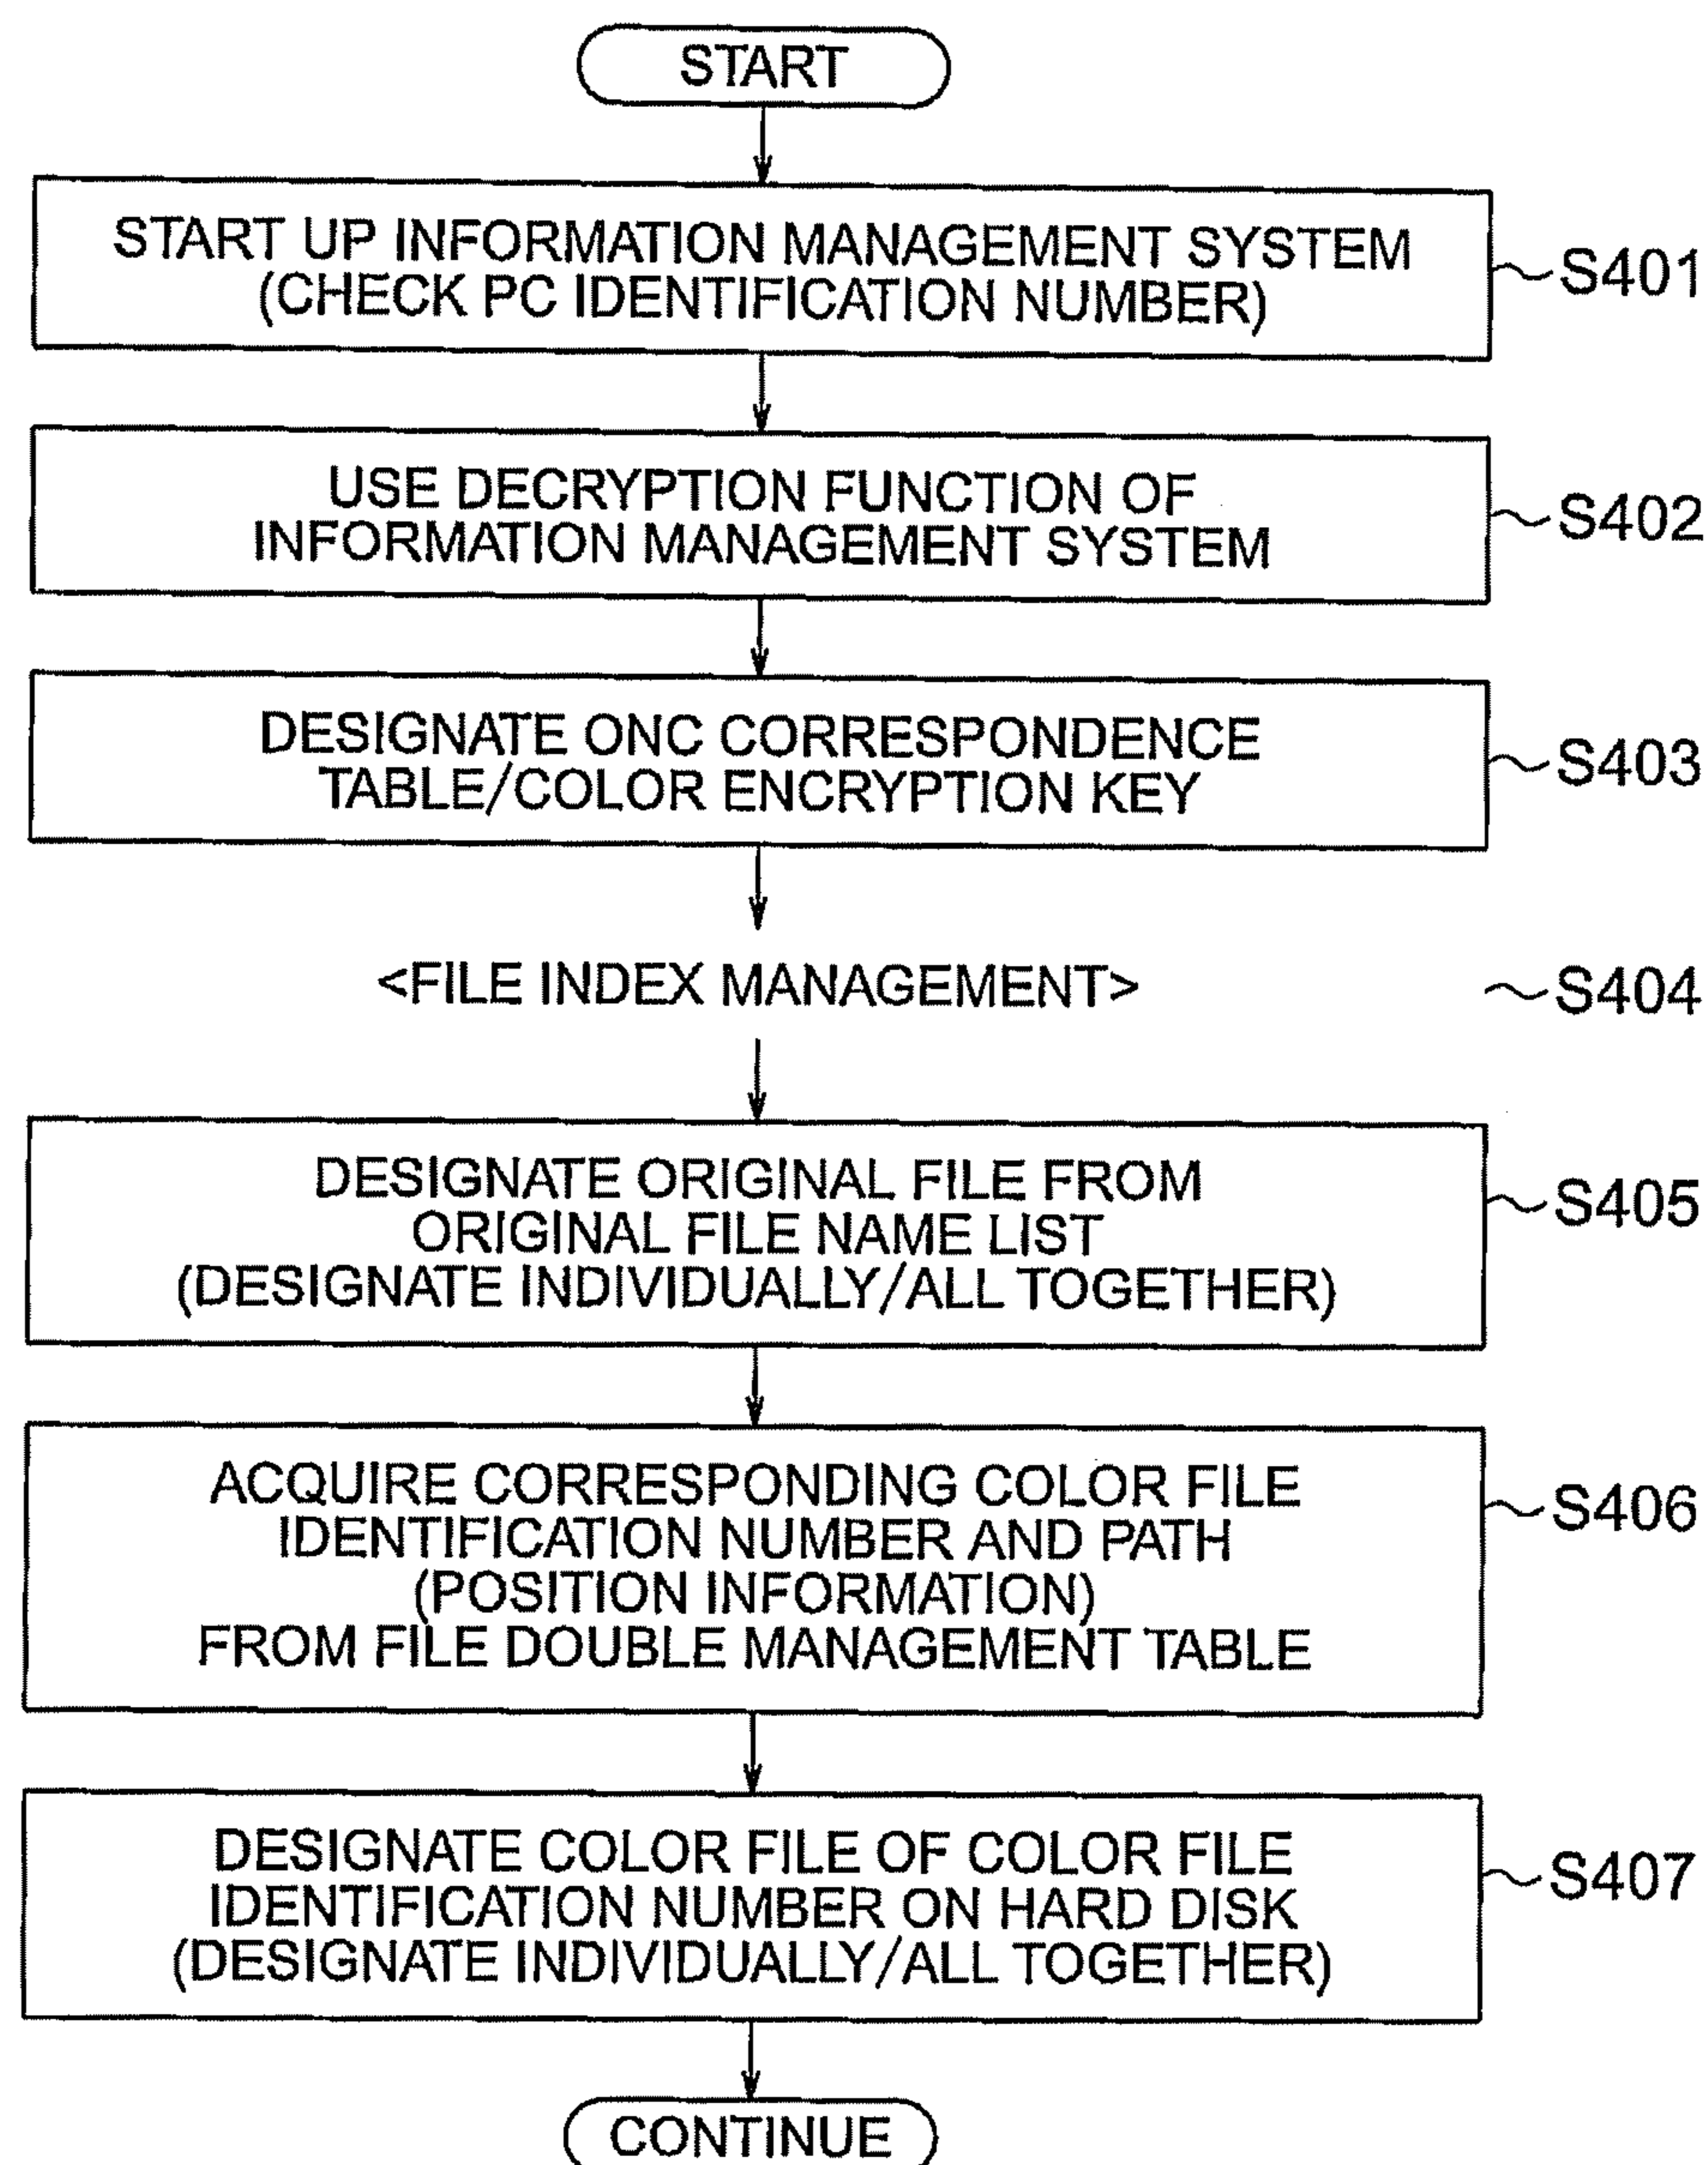 START
START UP INFORMATION MANAGEMENT SYSTEM
(CHECK PC IDENTIFICATION NUMBER)
S401
USE DECRYPTION FUNCTION OF
INFORMATION MANAGEMENT SYSTEM
S402
DESIGNATE ONC CORRESPONDENCE
TABLE/COLOR ENCRYPTION KEY
S403
<FILE INDEX MANAGEMENT>
S404
DESIGNATE ORIGINAL FILE FROM
ORIGINAL FILE NAME LIST
(DESIGNATE INDIVIDUALLY/ALL TOGETHER)
S405
ACQUIRE CORRESPONDING COLOR FILE
IDENTIFICATION NUMBER AND PATH
(POSITION INFORMATION)
FROM FILE DOUBLE MANAGEMENT TABLE
S406
DESIGNATE COLOR FILE OF COLOR FILE
IDENTIFICATION NUMBER ON HARD DISK
(DESIGNATE INDIVIDUALLY/ALL TOGETHER)
S407
CONTINUE